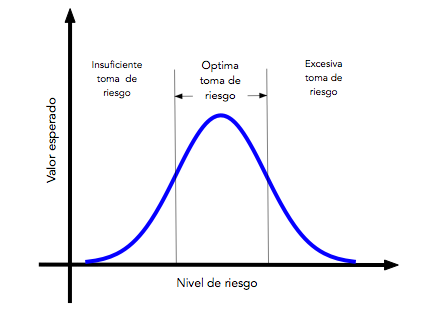 Insuficiente
toma de
riesgo
Optima
toma de
riesgo
Excesiva
toma de
riesgo
Valor esperado
Nivel de riesgo